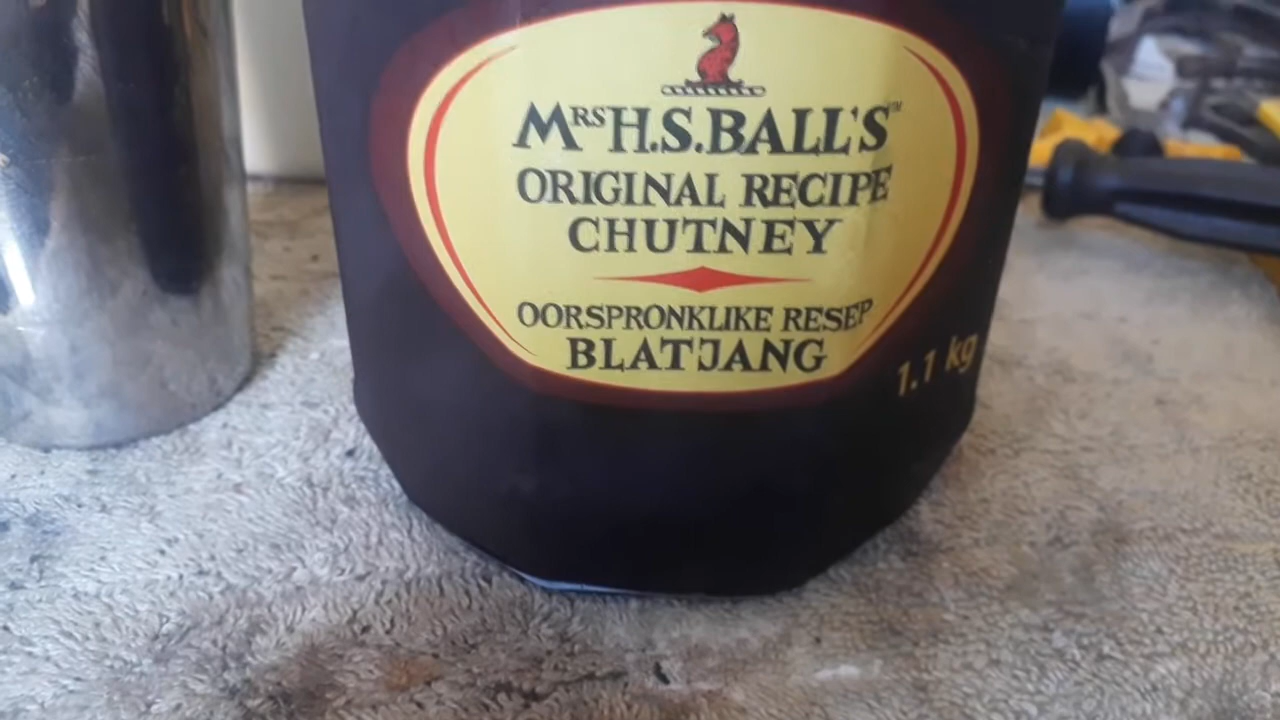 MRS H.S. BALL'S™
ORIGINAL RECIPE
CHUTNEY
OORSPRONKLIKE RESEP
BLATJANG
1.1 kg